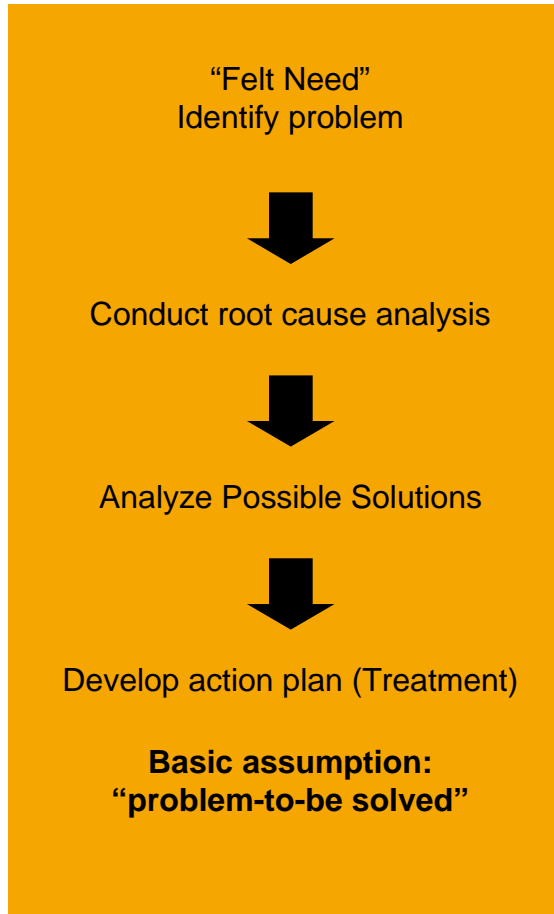 “Felt Need”
Identify problem
Conduct root cause analysis
Analyze Possible Solutions
Develop action plan (Treatment)
Basic assumption:
“problem-to-be solved”